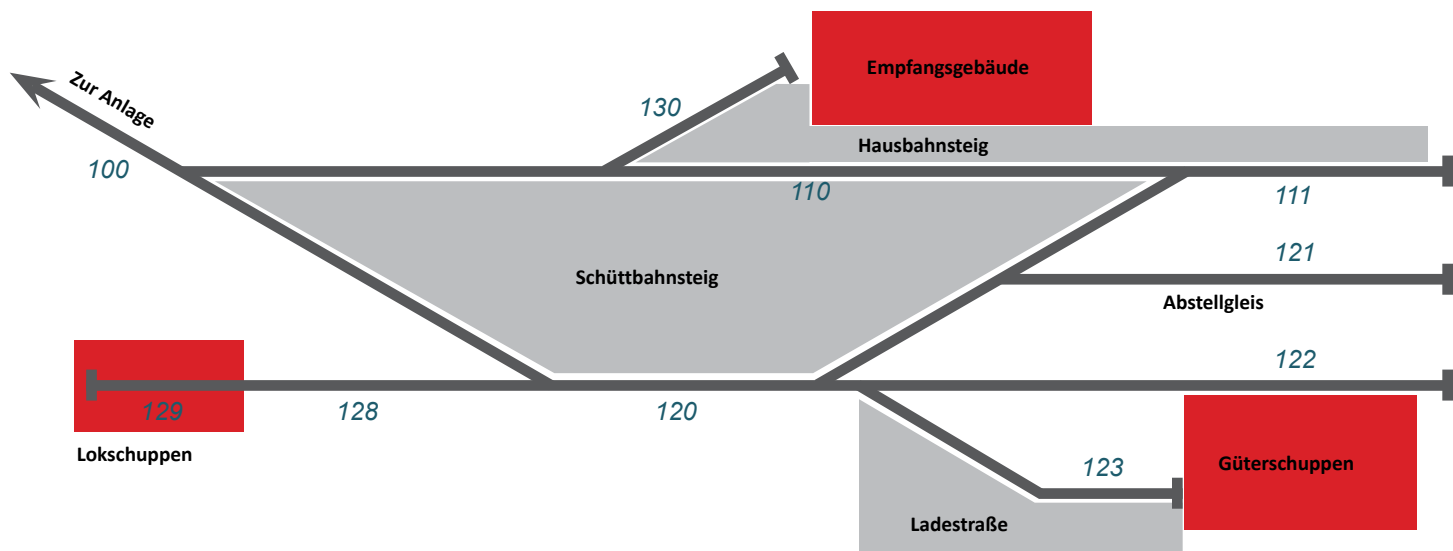 Empfangsgebäude
Zur Anlage
130
Hausbahnsteig
100
110
111
121
Schüttbahnsteig
Abstellgleis
122
129
128
120
Lokschuppen
123
Güterschuppen
Ladestraße